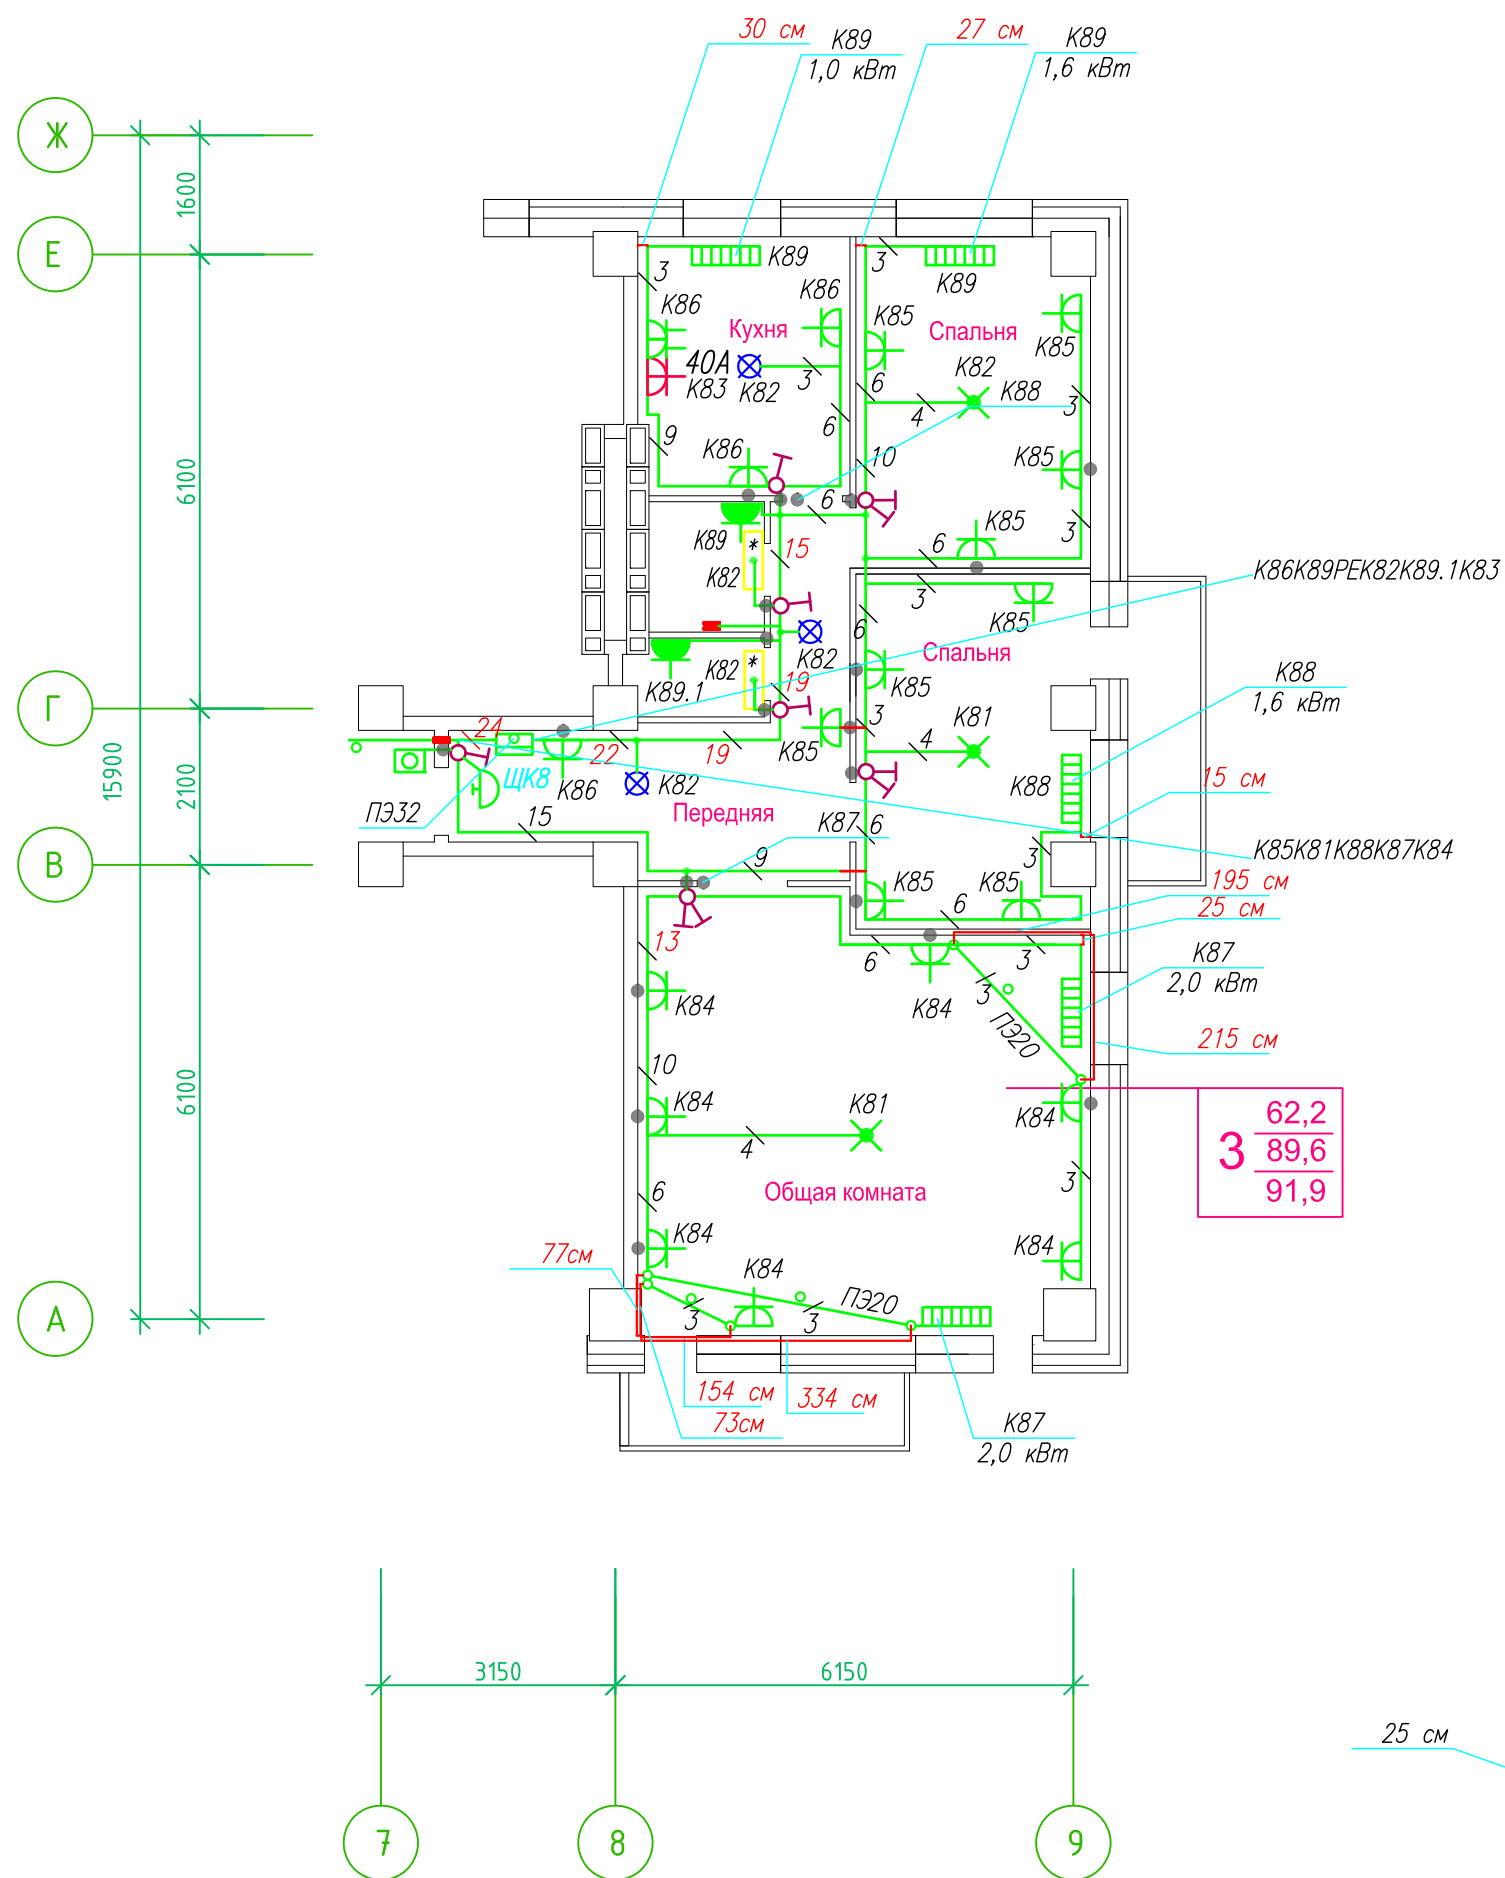 30 см
К89
1,0 кВт
27 см
К89
1,6 кВт
Ж
1600
Е
3
К89
3
К89
К86
К86
К85
К85
Кухня
Спальня
40А
К83
К82
3
6
К82
К88
4
3
6
9
К86
10
К85
6100
6
К85
3
К89
15
6
К82
3
К85
К86К89РЕК82К89.1К83
6
Спальня
К82
К82
К89.1
19
К85
К88
1,6 кВт
Г
24
22
19
К85
3
4
К81
15900
2100
ЩК8
К86
К82
К88
15 см
ПЭ32
Передняя
15
К87
6
3
К85К81К88К87К84
В
9
К85
К85
195 см
25 см
6
13
6
3
К87
2,0 кВт
К84
К84
3
ПЭ20
215 см
10
6100
К84
К81
К84
4
3
62,2
89,6
91,9
3
Общая комната
6
К84
К84
77см
К84
ПЭ20
3
3
А
154 см
334 см
73см
К87
2,0 кВт
3150
6150
25 см
7
8
9